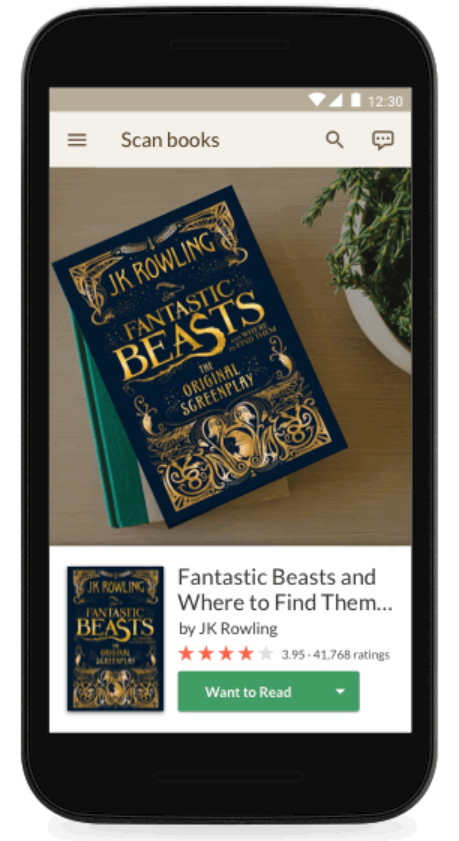 12:30
Scan books
JK ROWLING
FANTASTIC
BEASTS
AND WHERE
TO FIND THEM
THE
ORIGINAL
SCREENPLAY
JK ROWLING
FANTASTIC
BEASTS
THE
ORIGINAL
SCREENPLAY
Fantastic Beasts and
Where to Find Them...
by JK Rowling
3.95 · 41,768 ratings
Want to Read